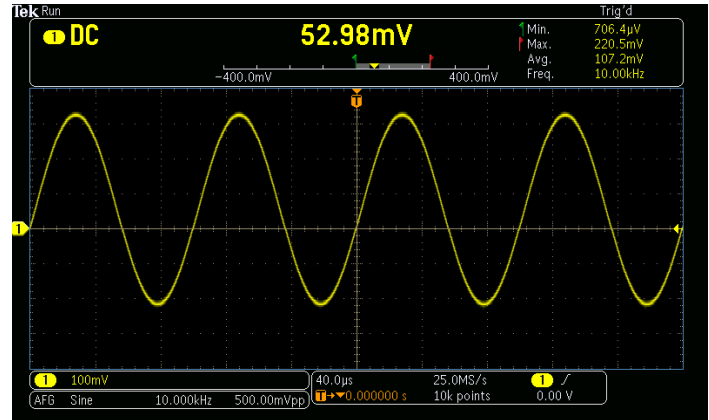 Tek Run Trig'd
1 DC 52.98mV
Min. 706.4µV
Max. 220.5mV
Avg. 107.2mV
Freq. 10.00kHz
-400.0mV 400.0mV
T
1
1 100mV
40.0µs 25.0MS/s 1 /
T→▼0.000000 s 10k points 0.00 V
AFG Sine 10.000kHz 500.00mVpp